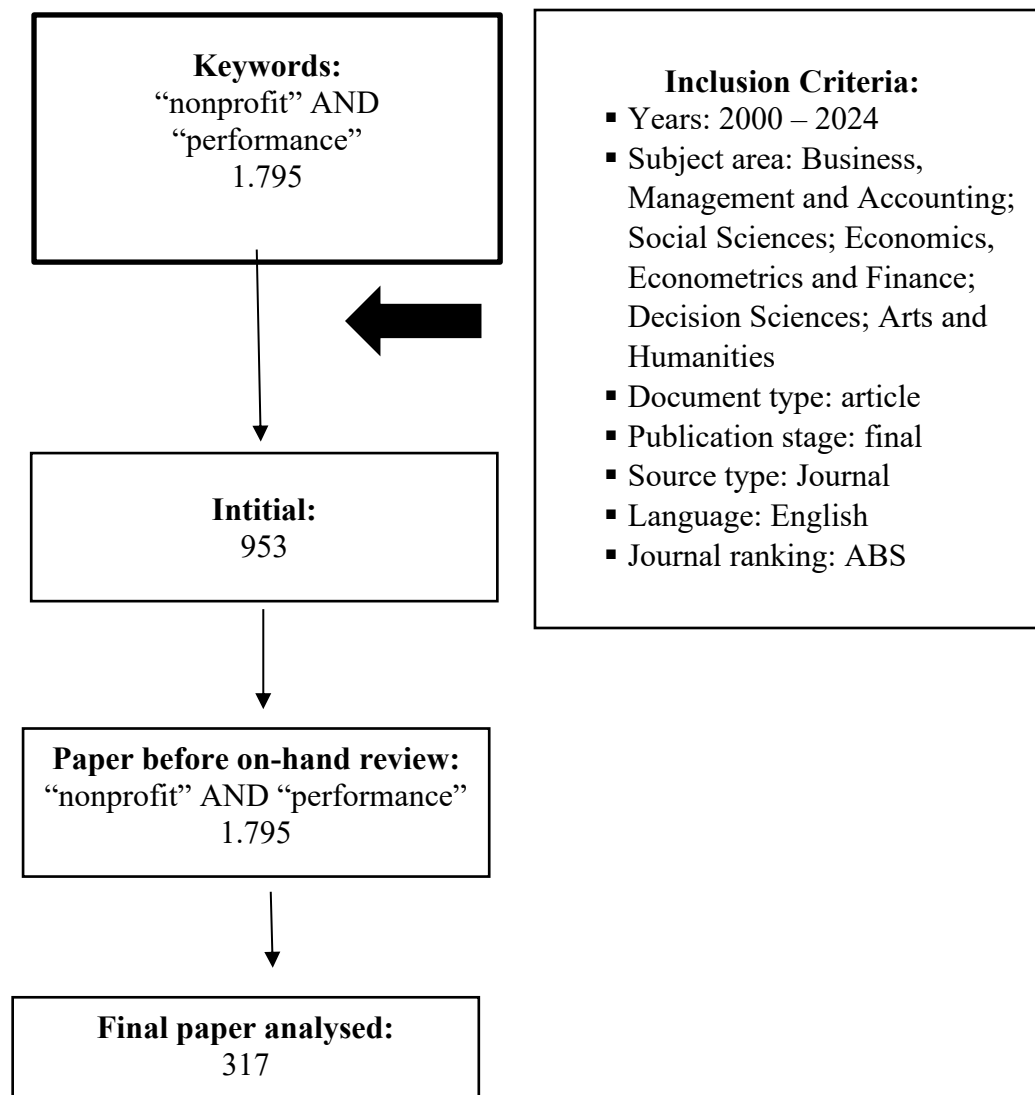 Keywords:
“nonprofit” AND
“performance”
1.795
Inclusion Criteria:
▪ Years: 2000 – 2024
▪ Subject area: Business,
Management and Accounting;
Social Sciences; Economics,
Econometrics and Finance;
Decision Sciences; Arts and
Humanities
▪ Document type: article
▪ Publication stage: final
▪ Source type: Journal
▪ Language: English
▪ Journal ranking: ABS
Intitial:
953
Paper before on-hand review:
“nonprofit” AND “performance”
1.795
Final paper analysed:
317